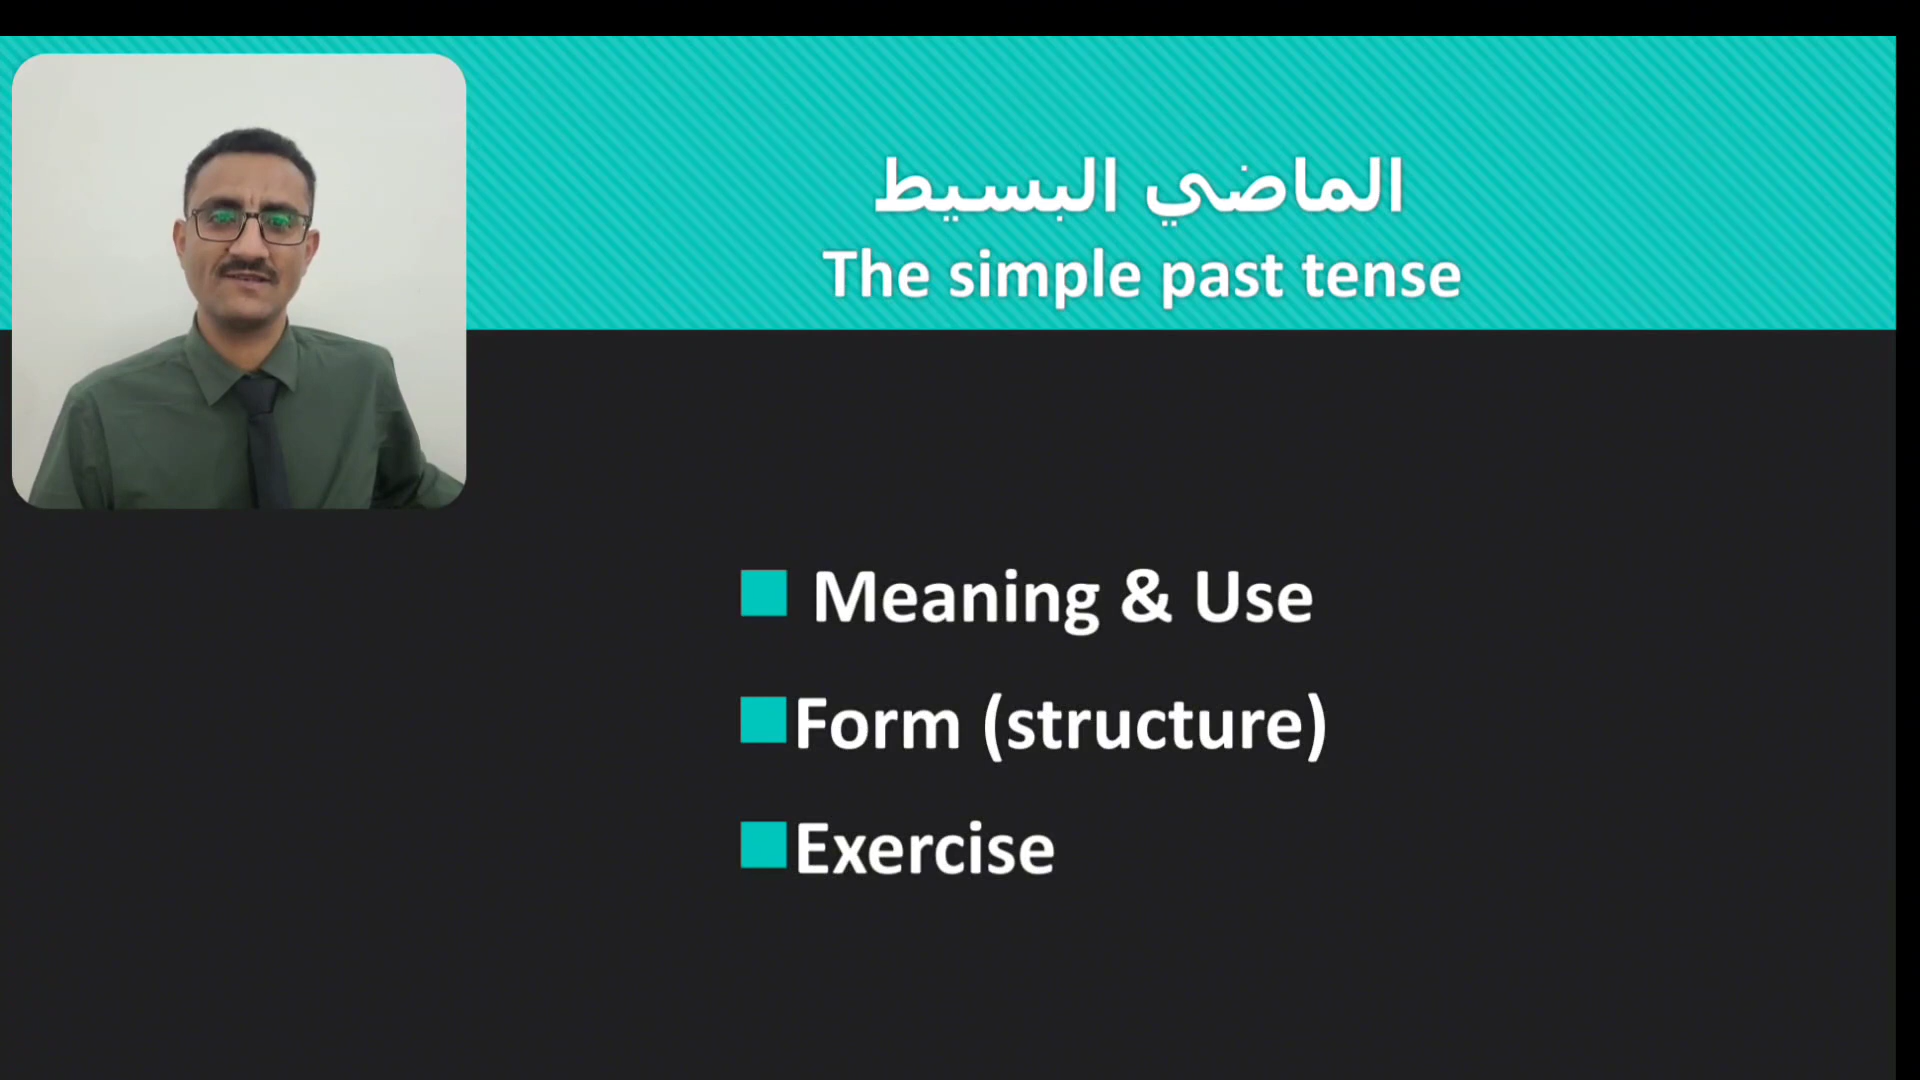 الماضي البسيط
The simple past tense
Meaning & Use
Form (structure)
Exercise